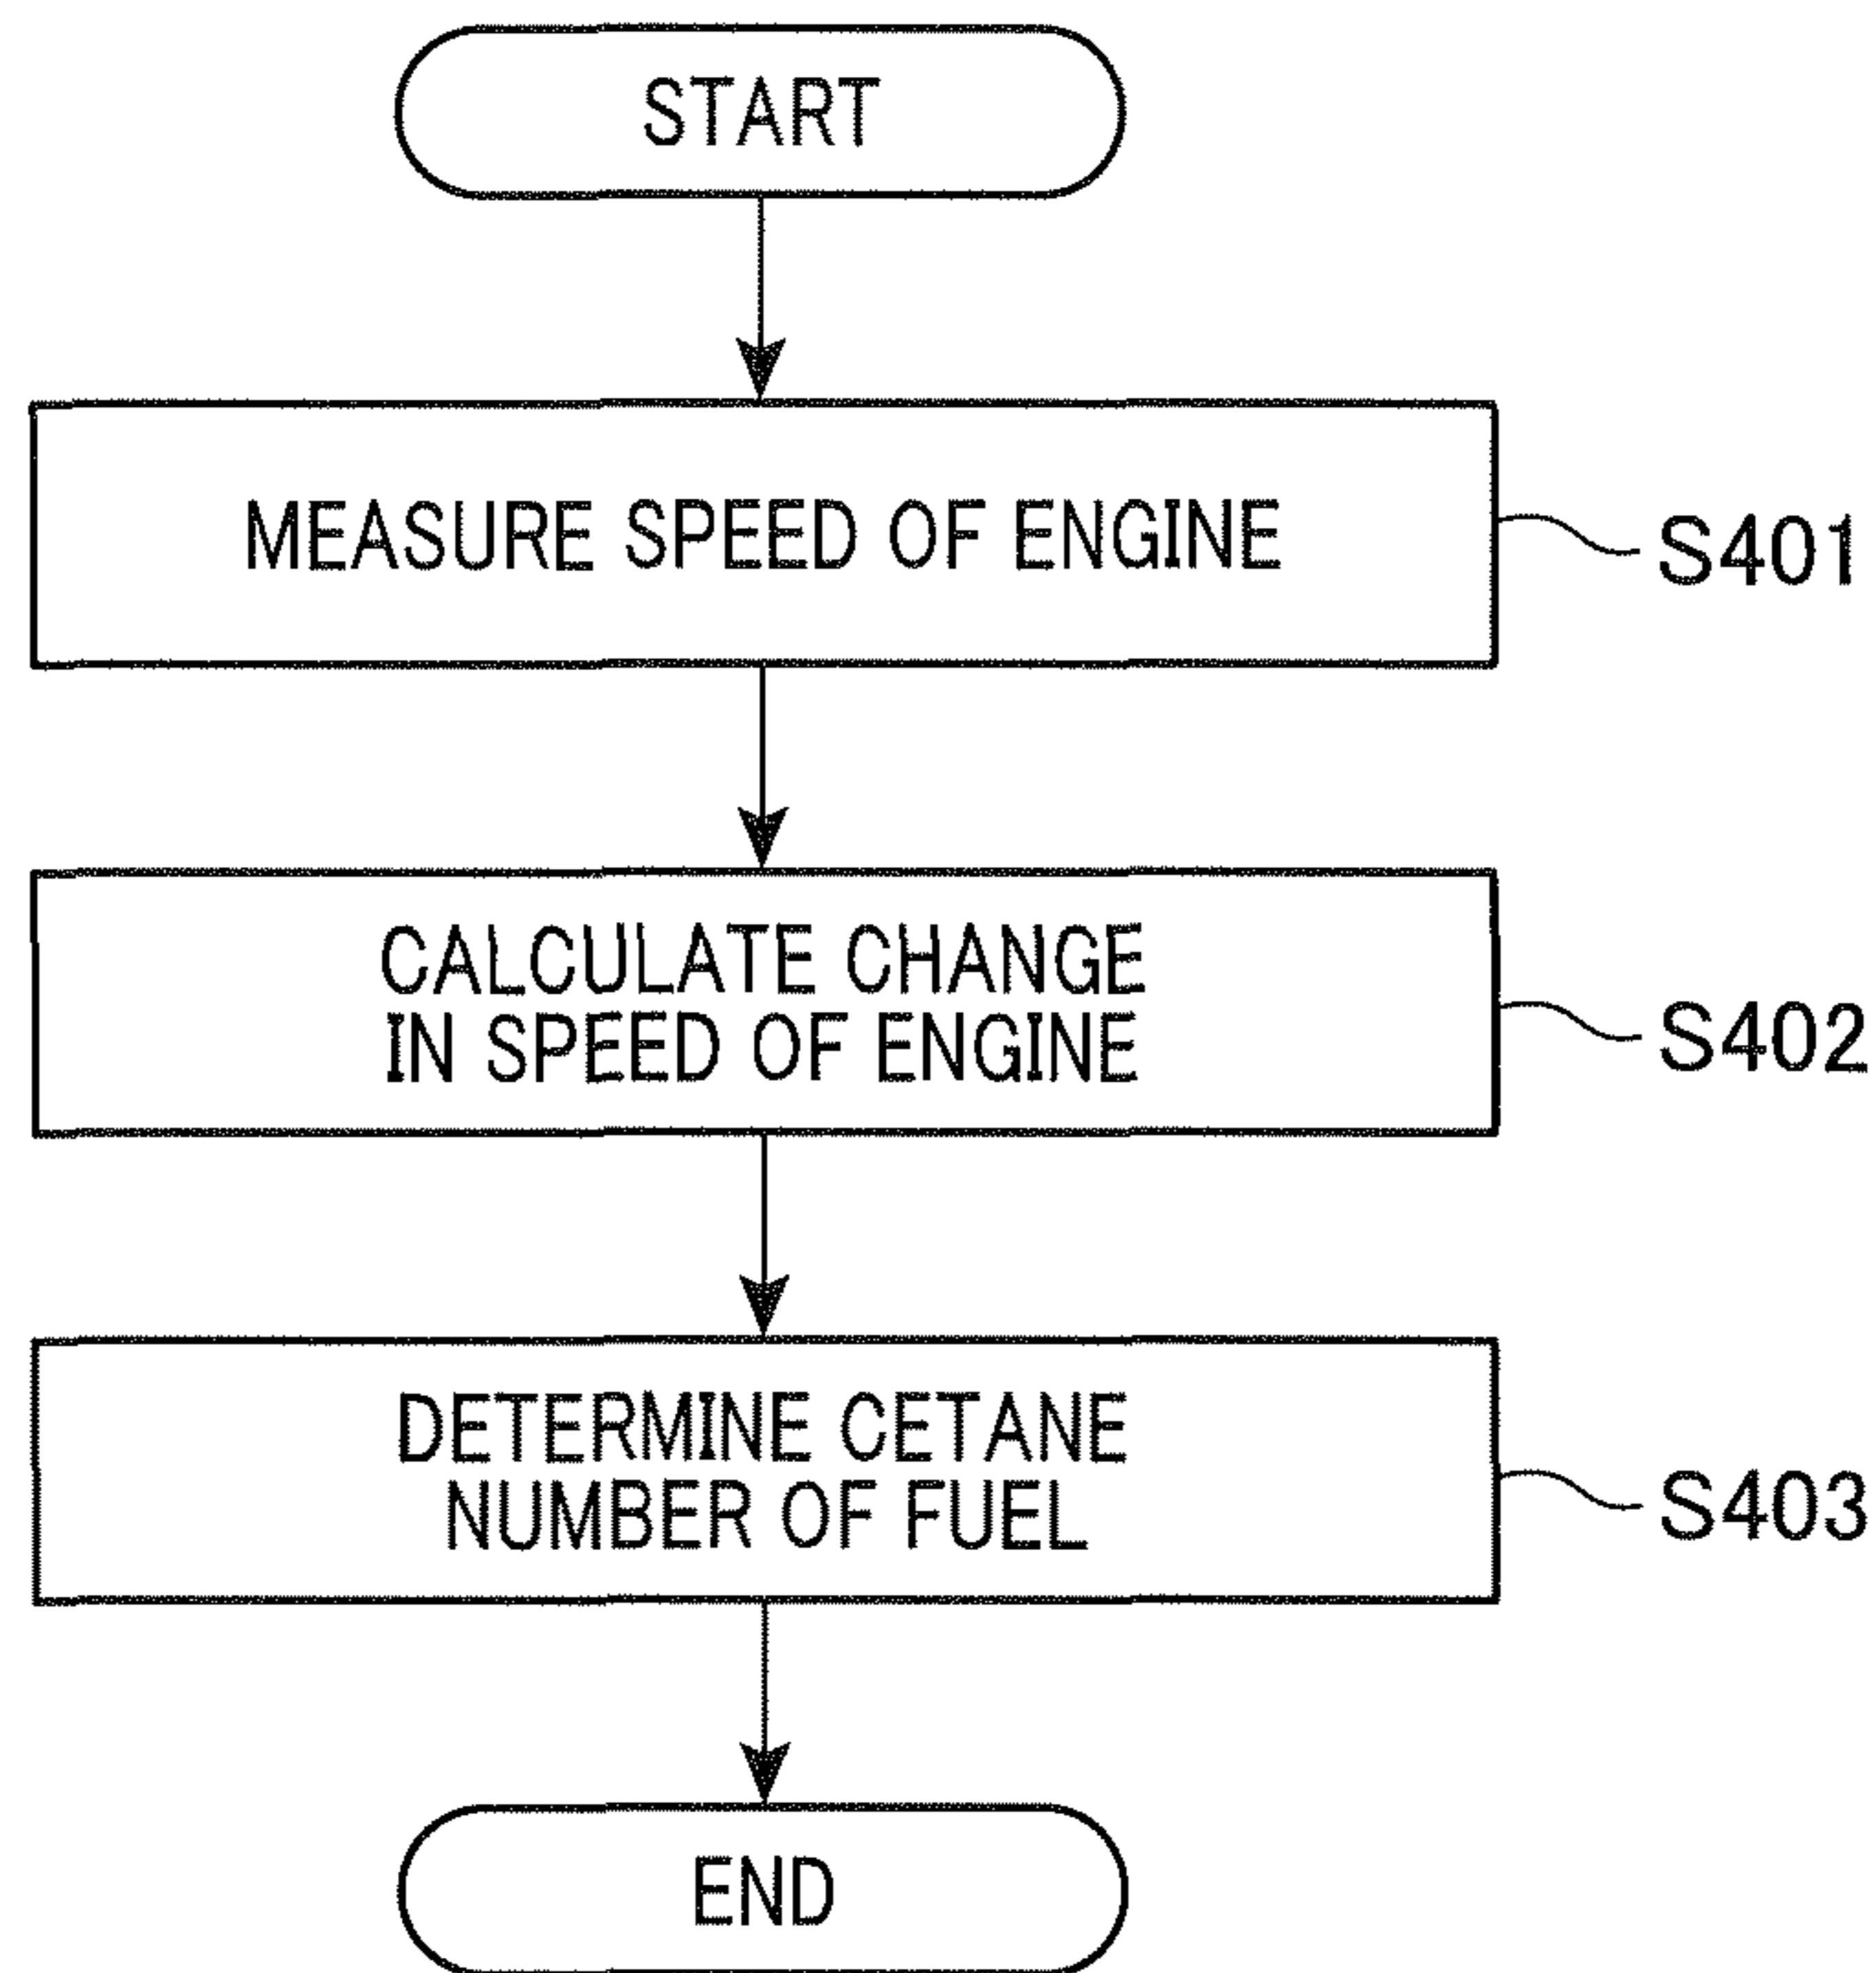 START
MEASURE SPEED OF ENGINE
S401
CALCULATE CHANGE
IN SPEED OF ENGINE
S402
DETERMINE CETANE
NUMBER OF FUEL
S403
END